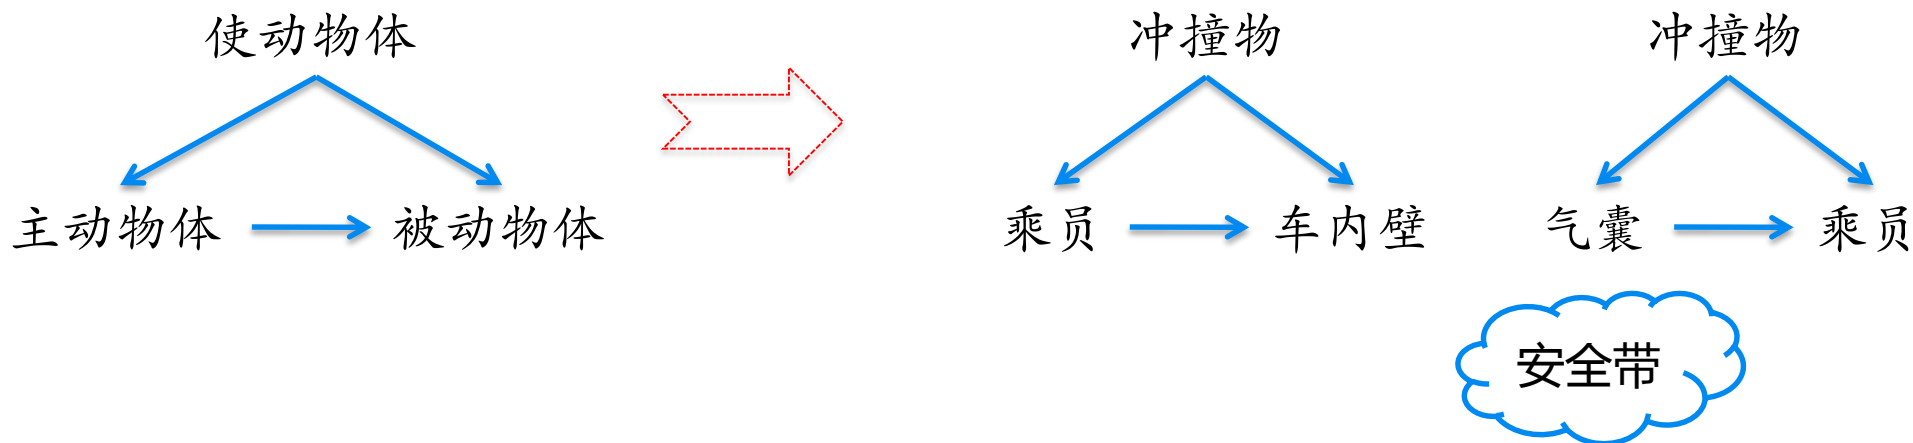 使动物体
冲撞物
冲撞物
主动物体
被动物体
乘员
车内壁
气囊
乘员
安全带